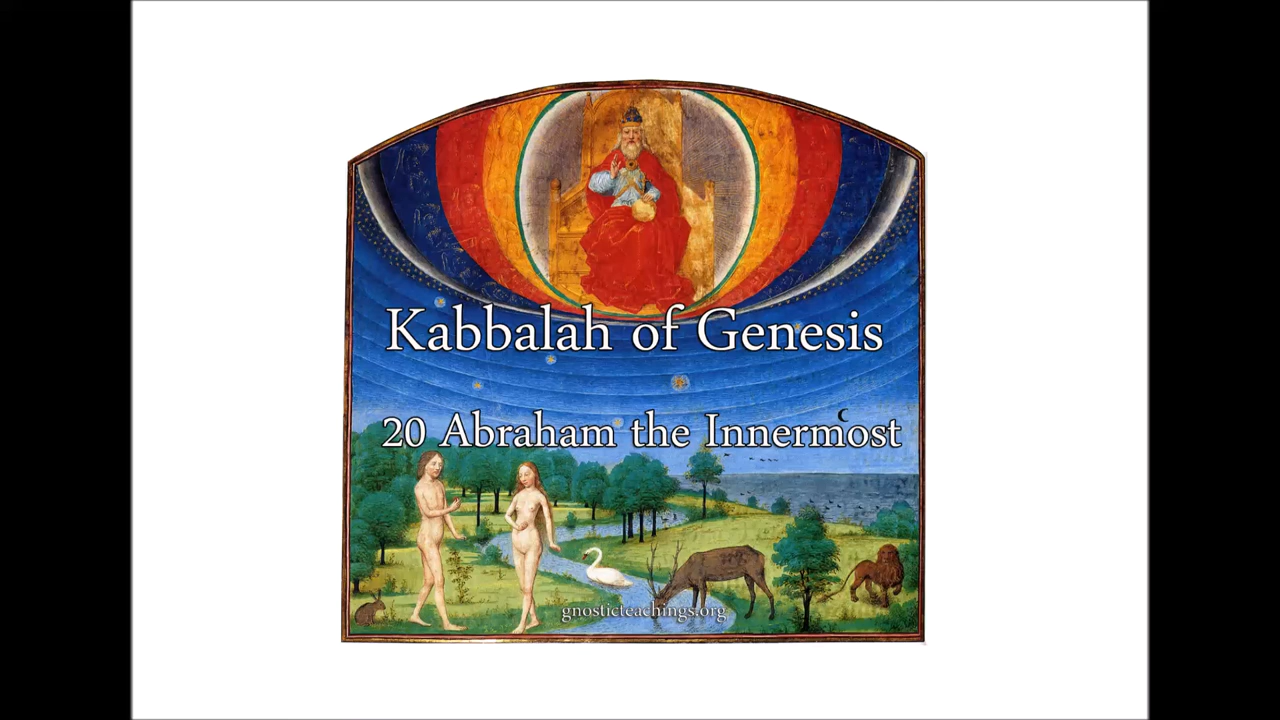 Kabbalah of Genesis
20 Abraham the Innermost
gnosticteachings.org